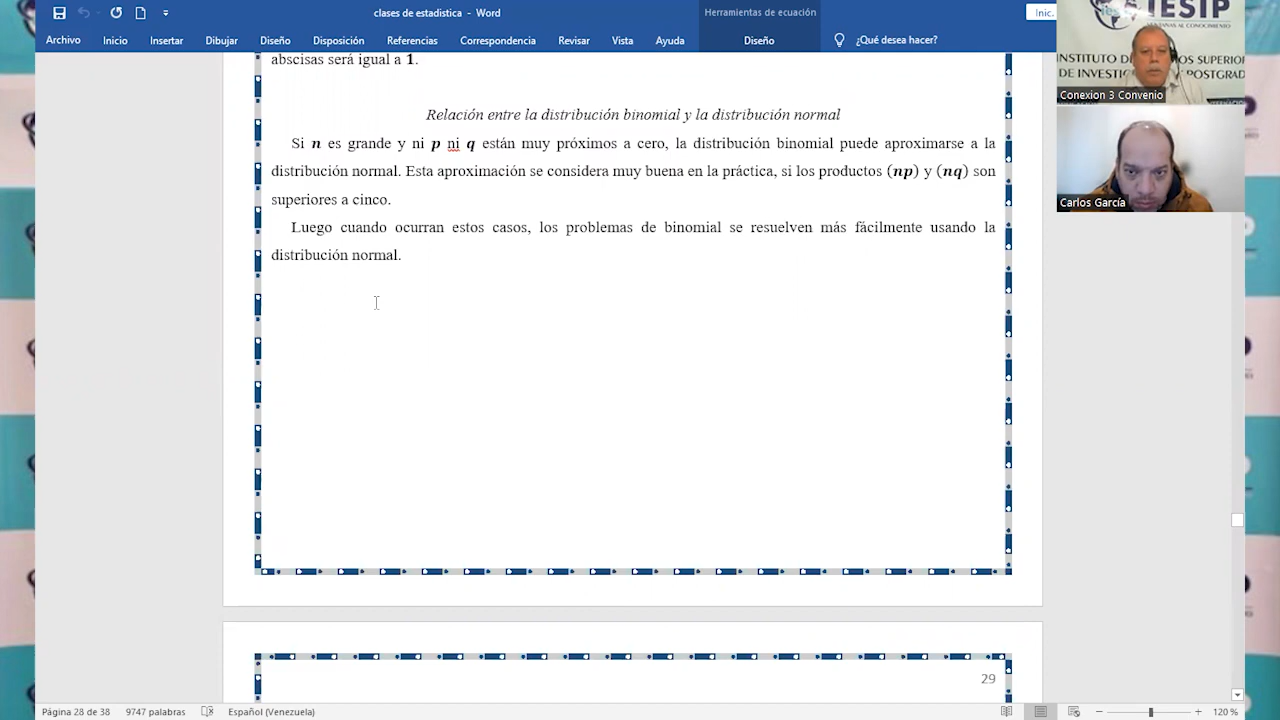 clases de estadistica - Word
Herramientas de ecuación
Inic.
Archivo Inicio Insertar Dibujar Diseño Disposición Referencias Correspondencia Revisar Vista Ayuda Diseño ¿Qué desea hacer?
IESIP
INSTITUTO DE ESTUDIOS SUPERIOR
DE INVESTIGACIÓN Y POSTGRADO
Conexion 3 Convenio
Carlos García
abscisas será igual a 1.
Relación entre la distribución binomial y la distribución normal
Si n es grande y ni p ni q están muy próximos a cero, la distribución binomial puede aproximarse a la
distribución normal. Esta aproximación se considera muy buena en la práctica, si los productos (np) y (nq) son
superiores a cinco.
Luego cuando ocurran estos casos, los problemas de binomial se resuelven más fácilmente usando la
distribución normal.
29
Página 28 de 38 9747 palabras Español (Venezuela) 120 %